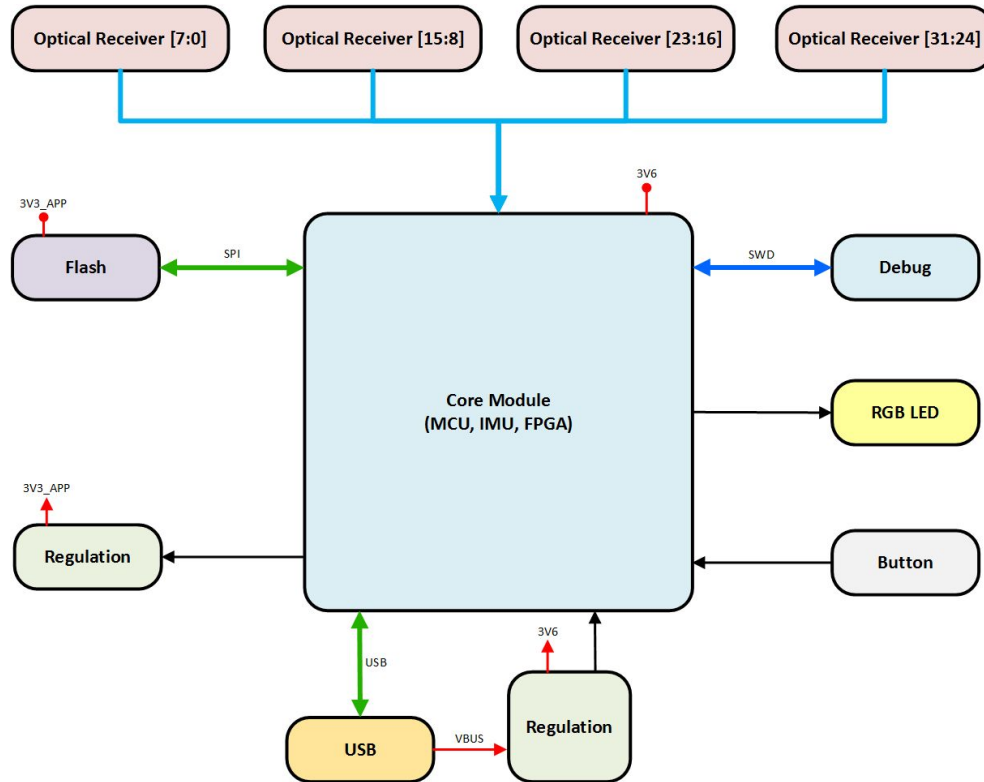 Optical Receiver [7:0]
Optical Receiver [15:8]
Optical Receiver [23:16]
Optical Receiver [31:24]
3V6
3V3_APP
Flash
SPI
SWD
Debug
Core Module
(MCU, IMU, FPGA)
RGB LED
3V3_APP
Regulation
Button
3V6
USB
Regulation
USB
VBUS